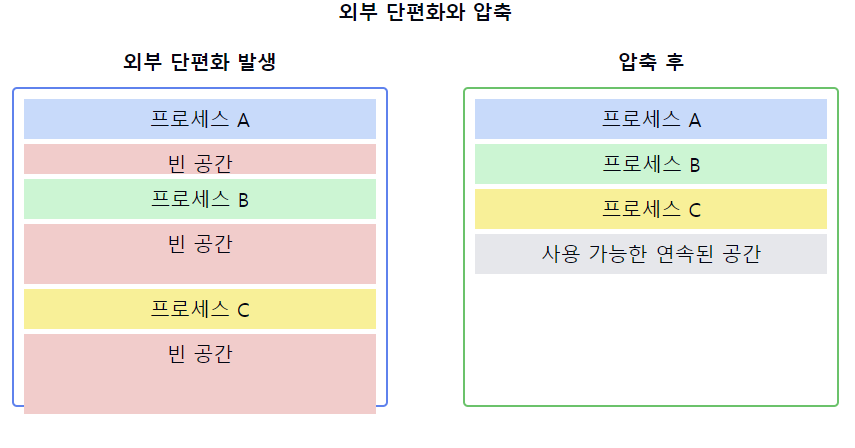 외부 단편화와 압축
외부 단편화 발생
프로세스 A
빈 공간
프로세스 B
빈 공간
프로세스 C
빈 공간
압축 후
프로세스 A
프로세스 B
프로세스 C
사용 가능한 연속된 공간